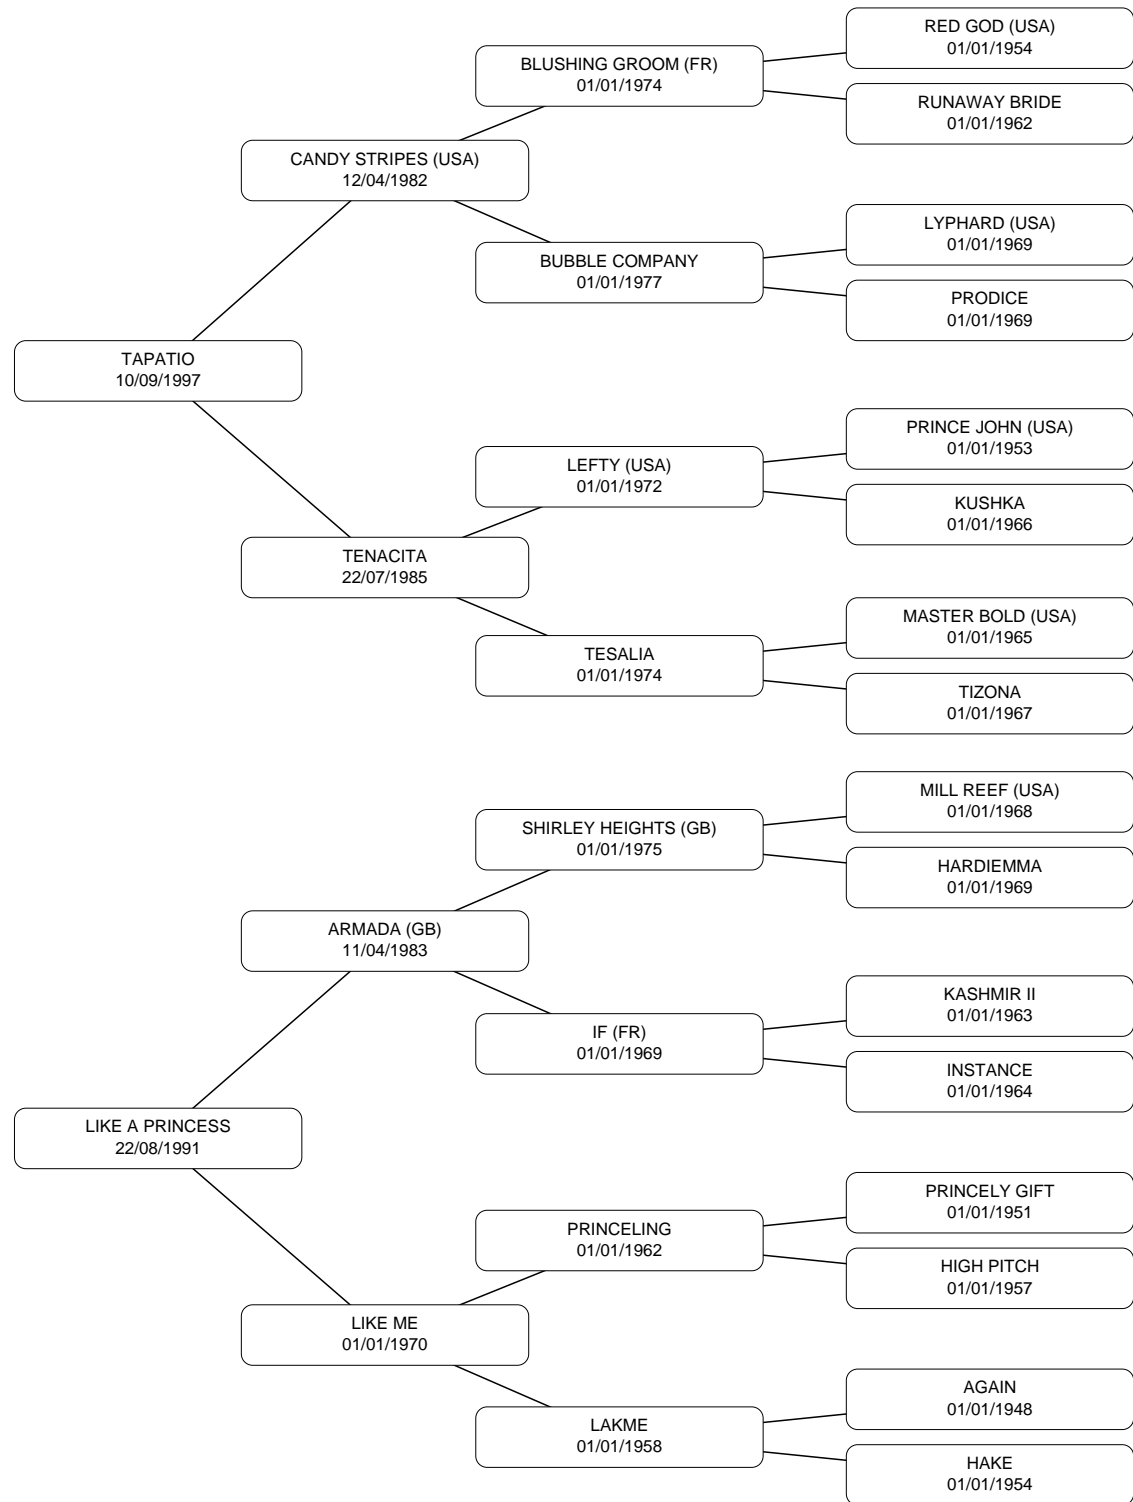 RED GOD (USA)
01/01/1954
BLUSHING GROOM (FR)
01/01/1974
RUNAWAY BRIDE
01/01/1962
CANDY STRIPES (USA)
12/04/1982
LYPHARD (USA)
01/01/1969
BUBBLE COMPANY
01/01/1977
PRODICE
01/01/1969
TAPATIO
10/09/1997
PRINCE JOHN (USA)
01/01/1953
LEFTY (USA)
01/01/1972
KUSHKA
01/01/1966
TENACITA
22/07/1985
MASTER BOLD (USA)
01/01/1965
TESALIA
01/01/1974
TIZONA
01/01/1967
MILL REEF (USA)
01/01/1968
SHIRLEY HEIGHTS (GB)
01/01/1975
HARDIEMMA
01/01/1969
ARMADA (GB)
11/04/1983
KASHMIR II
01/01/1963
IF (FR)
01/01/1969
INSTANCE
01/01/1964
LIKE A PRINCESS
22/08/1991
PRINCELY GIFT
01/01/1951
PRINCELING
01/01/1962
HIGH PITCH
01/01/1957
LIKE ME
01/01/1970
AGAIN
01/01/1948
LAKME
01/01/1958
HAKE
01/01/1954